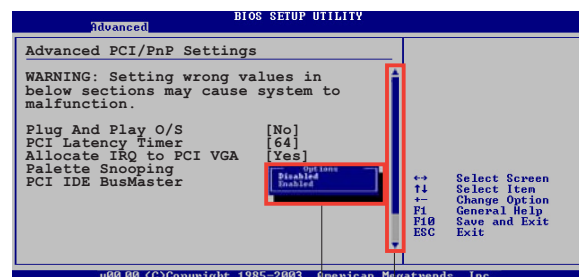 BIOS SETUP UTILITY
Advanced
Advanced PCI/PnP Settings
WARNING: Setting wrong values in
below sections may cause system to
malfunction.
Plug And Play O/S [No]
PCI Latency Timer [64]
Allocate IRQ to PCI VGA [Yes]
Palette Snooping
PCI IDE BusMaster
Options
Disabled
Enabled
←→ Select Screen
↑↓ Select Item
+- Change Option
F1 General Help
F10 Save and Exit
ESC Exit
v00.00 (C)Copyright 1985-2003, American Megatrends, Inc.